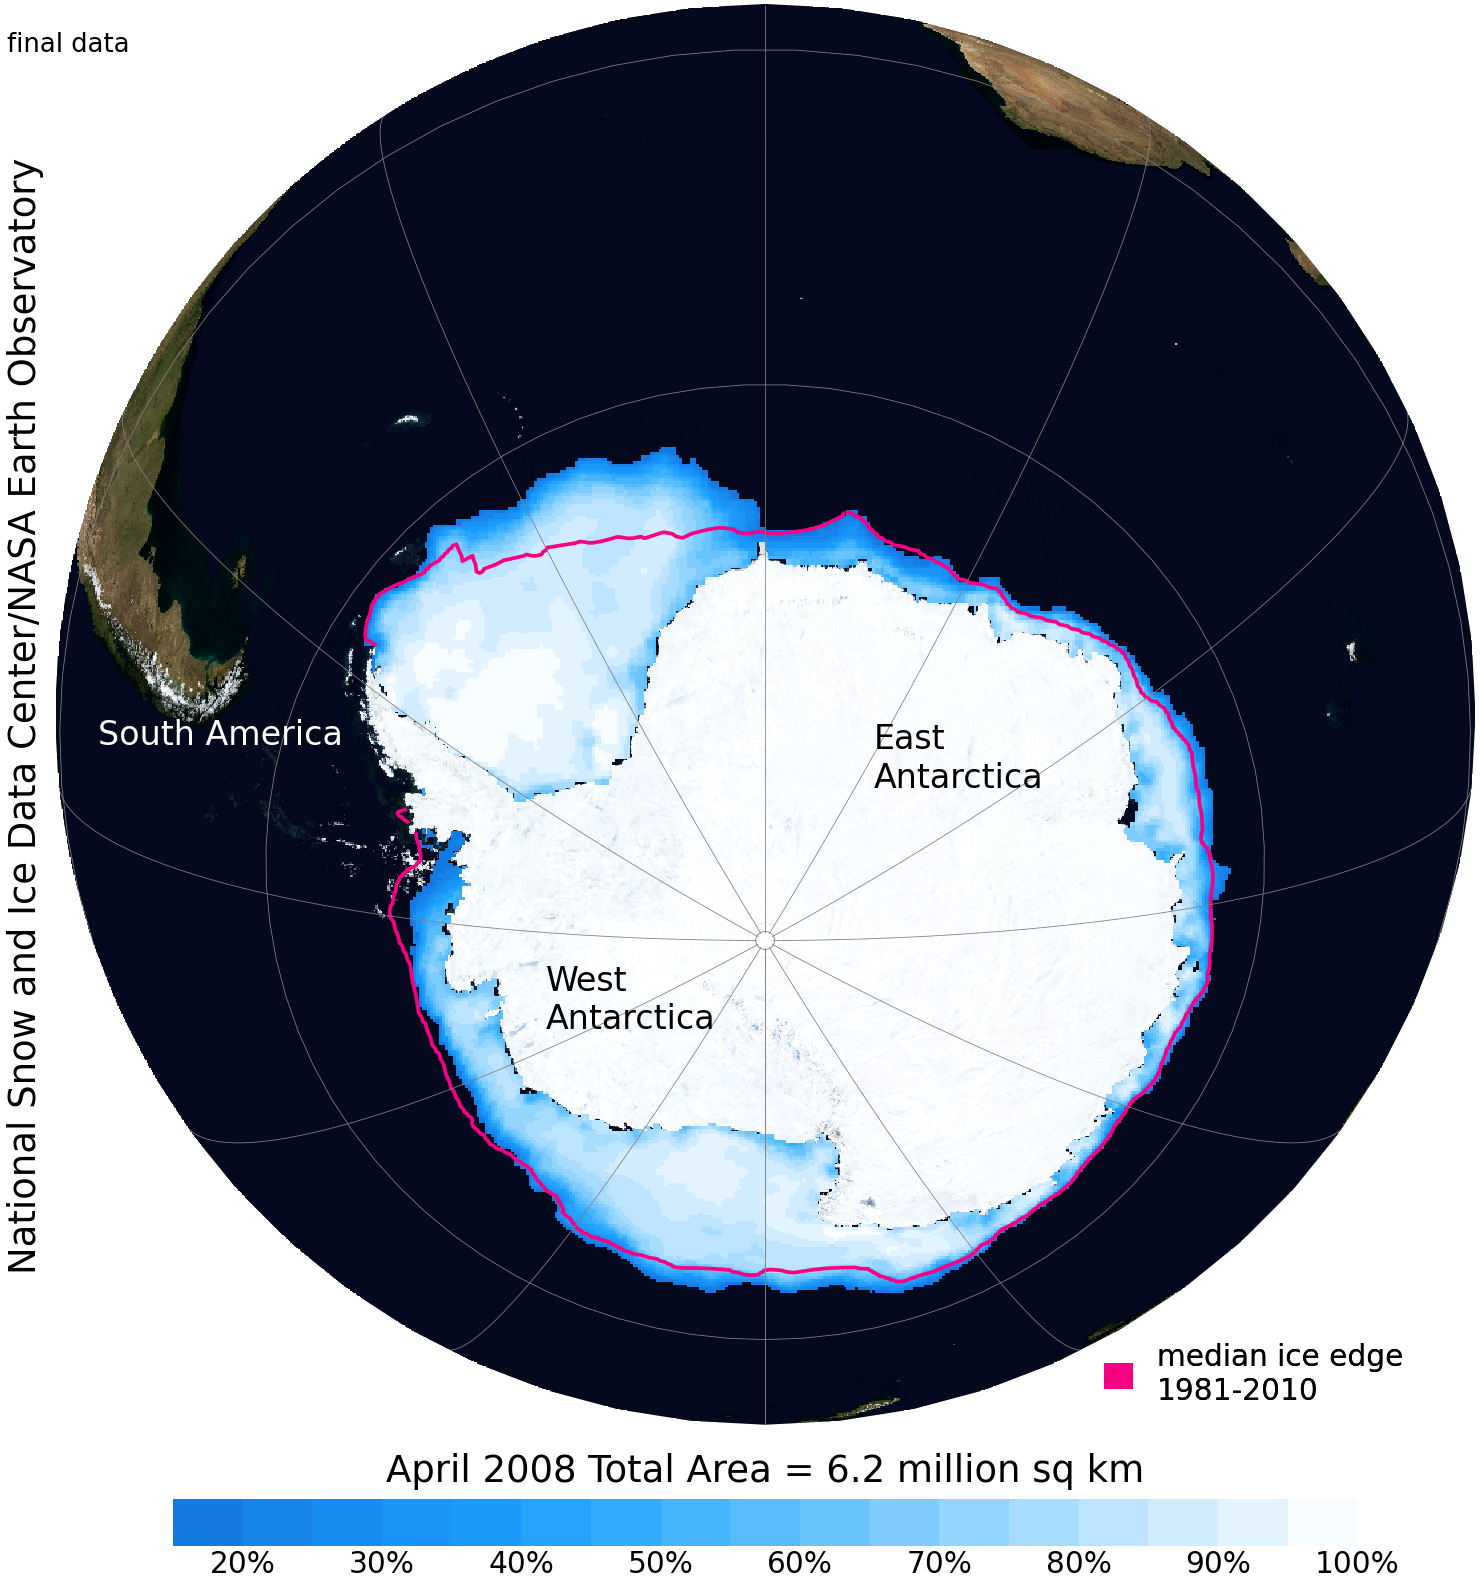 final data
National Snow and Ice Data Center/NASA Earth Observatory
South America
East
Antarctica
West
Antarctica
median ice edge
1981-2010
April 2008 Total Area = 6.2 million sq km
20% 30% 40% 50% 60% 70% 80% 90% 100%